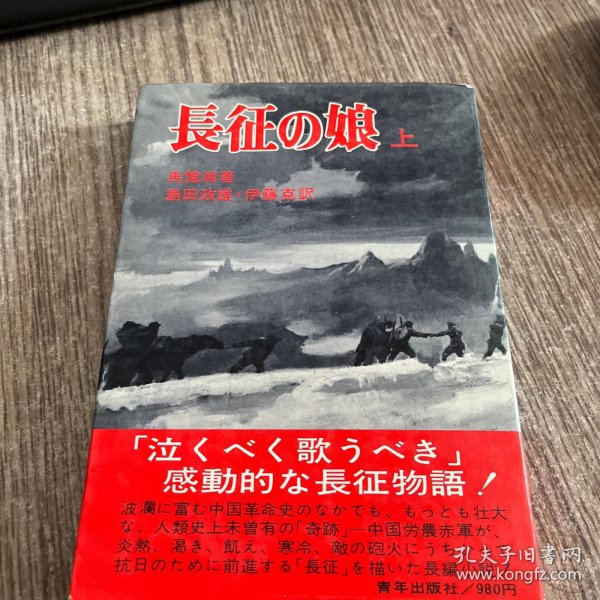 長征の娘 上
馬憶湘著
島田政雄・伊藤克訳
「泣くべく歌うべき」
感動的な長征物語!
波瀾に富む中国革命史のなかでも、もっとも壮大
な、人類史上未曽有の「奇跡」―中国労農赤軍が、
炎熱、渇き、飢え、寒冷、敵の砲火にうち
抗日のために前進する「長征」を描いた長編小説!
青年出版社/980円
孔夫子旧书网
www.kongfz.com